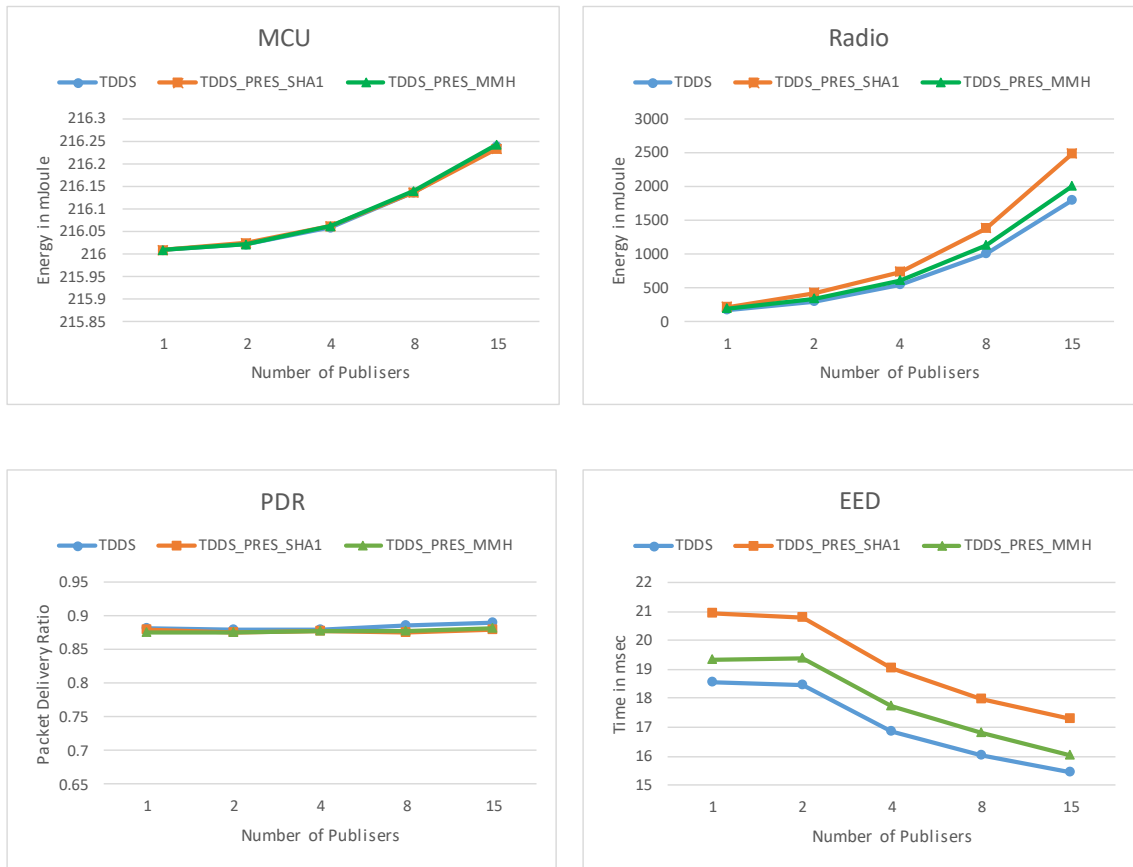 MCU
TDDS TDDS_PRES_SHA1 TDDS_PRES_MMH
216.3
216.25
216.2
216.15
216.1
216.05
216
215.95
215.9
215.85
Energy in mJoule
1 2 4 8 15
Number of Publisers
Radio
TDDS TDDS_PRES_SHA1 TDDS_PRES_MMH
3000
2500
2000
1500
1000
500
0
Energy in mJoule
1 2 4 8 15
Number of Publisers
PDR
TDDS TDDS_PRES_SHA1 TDDS_PRES_MMH
0.95
0.9
0.85
0.8
0.75
0.7
0.65
Packet Delivery Ratio
1 2 4 8 15
Number of Publisers
EED
TDDS TDDS_PRES_SHA1 TDDS_PRES_MMH
22
21
20
19
18
17
16
15
Time in msec
1 2 4 8 15
Number of Publisers